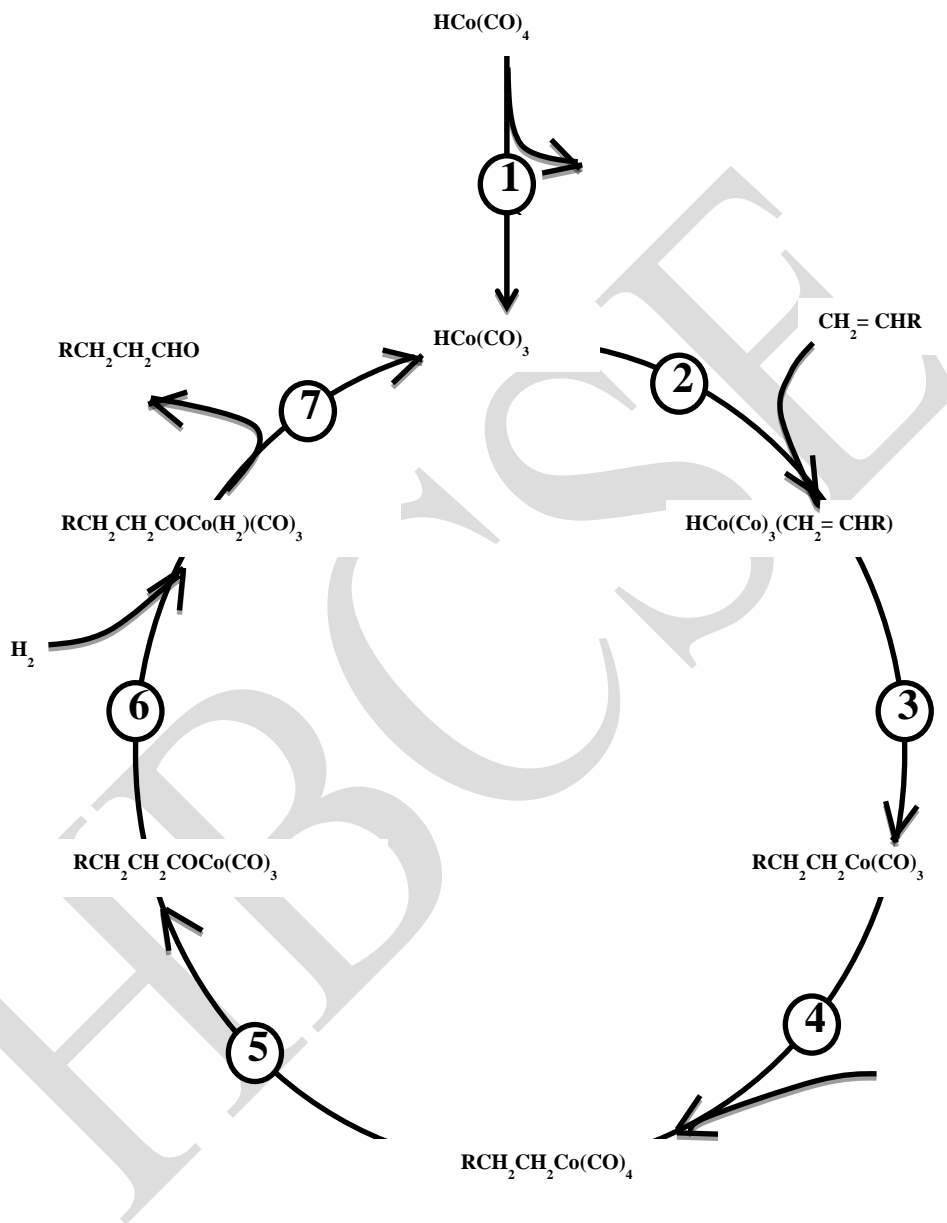 HCo(CO)4
1
HCo(CO)3
CH2= CHR
RCH2CH2CHO
2
7
RCH2CH2COCo(H2)(CO)3
HCo(Co)3(CH2= CHR)
H2
6
3
RCH2CH2COCo(CO)3
RCH2CH2Co(CO)3
4
5
RCH2CH2Co(CO)4
HBCSE